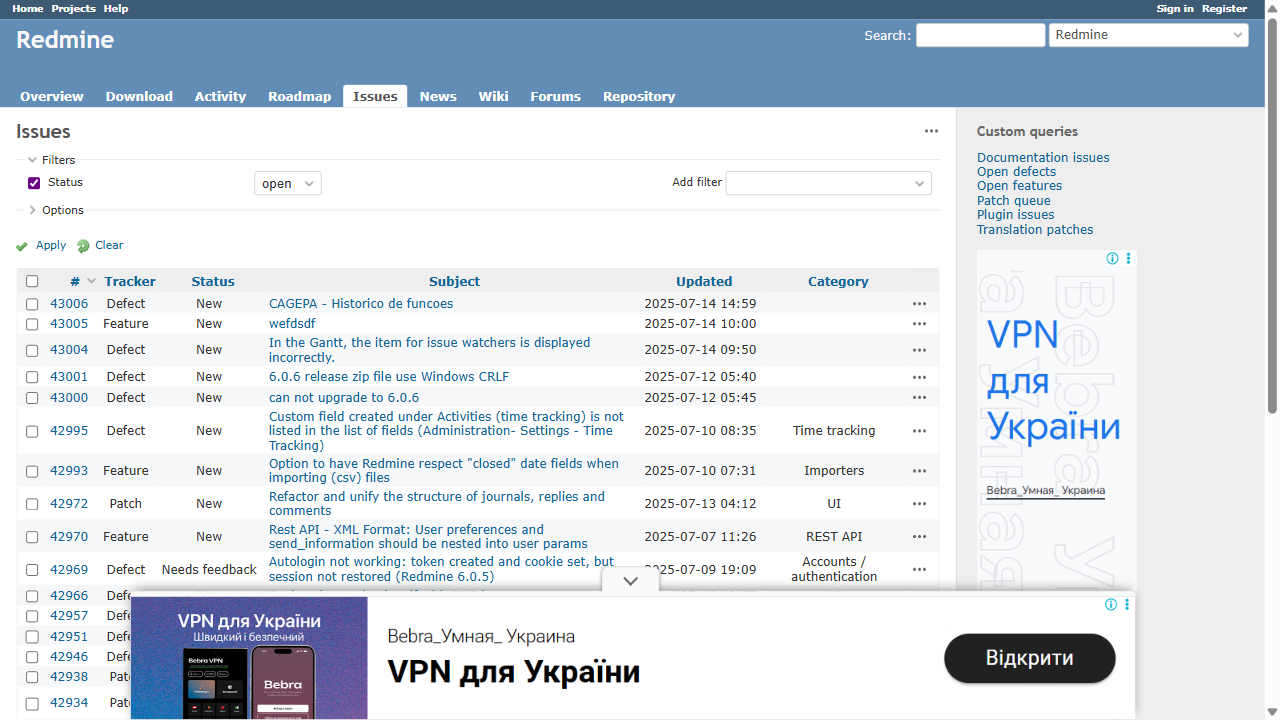 Home Projects Help Sign in Register
Redmine
Search: Redmine
Overview Download Activity Roadmap Issues News Wiki Forums Repository
Issues
Filters
Status open Add filter
Options
Apply Clear
# Tracker Status Subject Updated Category
43006 Defect New CAGEPA - Historico de funcoes 2025-07-14 14:59
43005 Feature New wefdsdf 2025-07-14 10:00
43004 Defect New In the Gantt, the item for issue watchers is displayed 2025-07-14 09:50
incorrectly.
43001 Defect New 6.0.6 release zip file use Windows CRLF 2025-07-12 05:40
43000 Defect New can not upgrade to 6.0.6 2025-07-12 05:45
42995 Defect New Custom field created under Activities (time tracking) is not 2025-07-10 08:35 Time tracking
listed in the list of fields (Administration- Settings - Time
Tracking)
42993 Feature New Option to have Redmine respect "closed" date fields when 2025-07-10 07:31 Importers
importing (csv) files
42972 Patch New Refactor and unify the structure of journals, replies and 2025-07-13 04:12 UI
comments
42970 Feature New Rest API - XML Format: User preferences and 2025-07-07 11:26 REST API
send_information should be nested into user params
42969 Defect Needs feedback Autologin not working: token created and cookie set, but 2025-07-09 19:09 Accounts /
session not restored (Redmine 6.0.5) authentication
42966
42957
42951
42946
42938
42934
Custom queries
Documentation issues
Open defects
Open features
Patch queue
Plugin issues
Translation patches
VPN
для
України
Bebra_Умная_ Украина
VPN для України
Швидкий і безпечний
Bebra VPN
Bebra
Bebra_Умная_ Украина
VPN для України
Відкрити